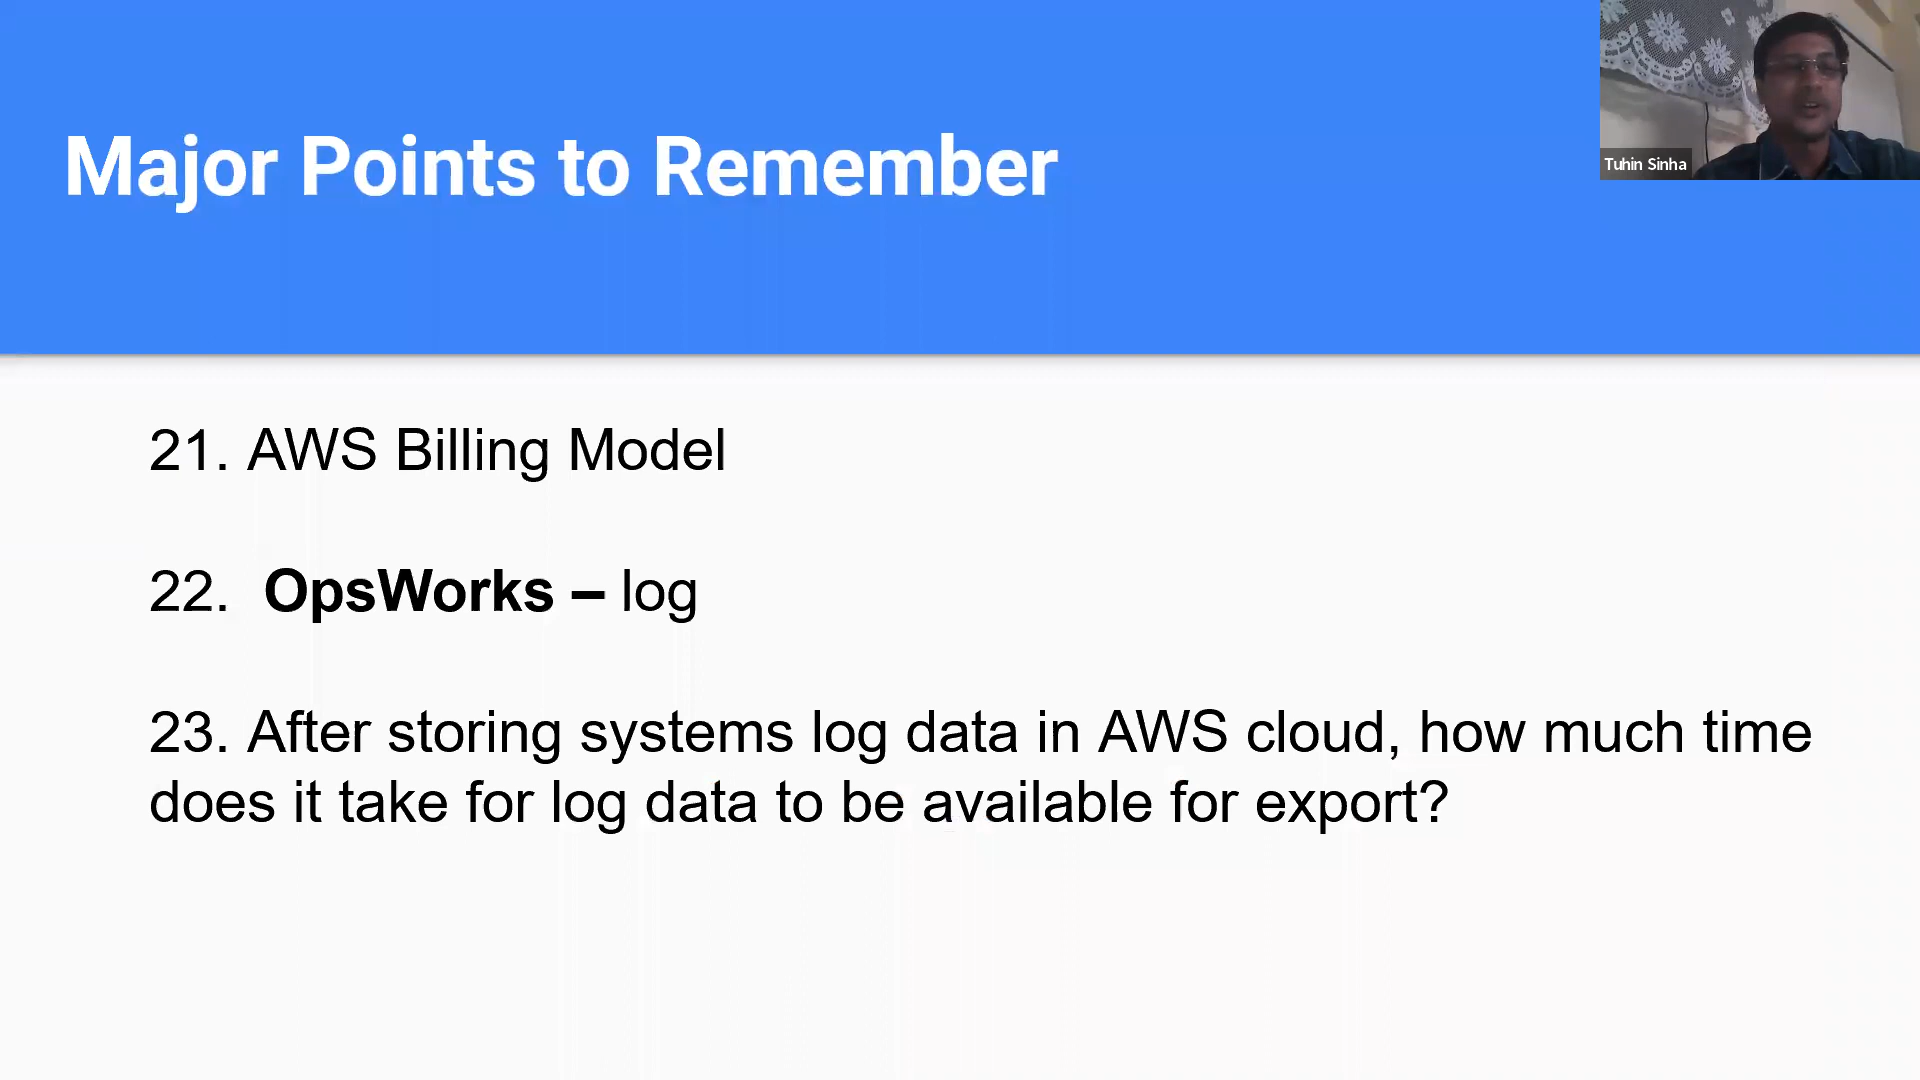 Major Points to Remember
Tuhin Sinha
21. AWS Billing Model
22. OpsWorks – log
23. After storing systems log data in AWS cloud, how much time
does it take for log data to be available for export?